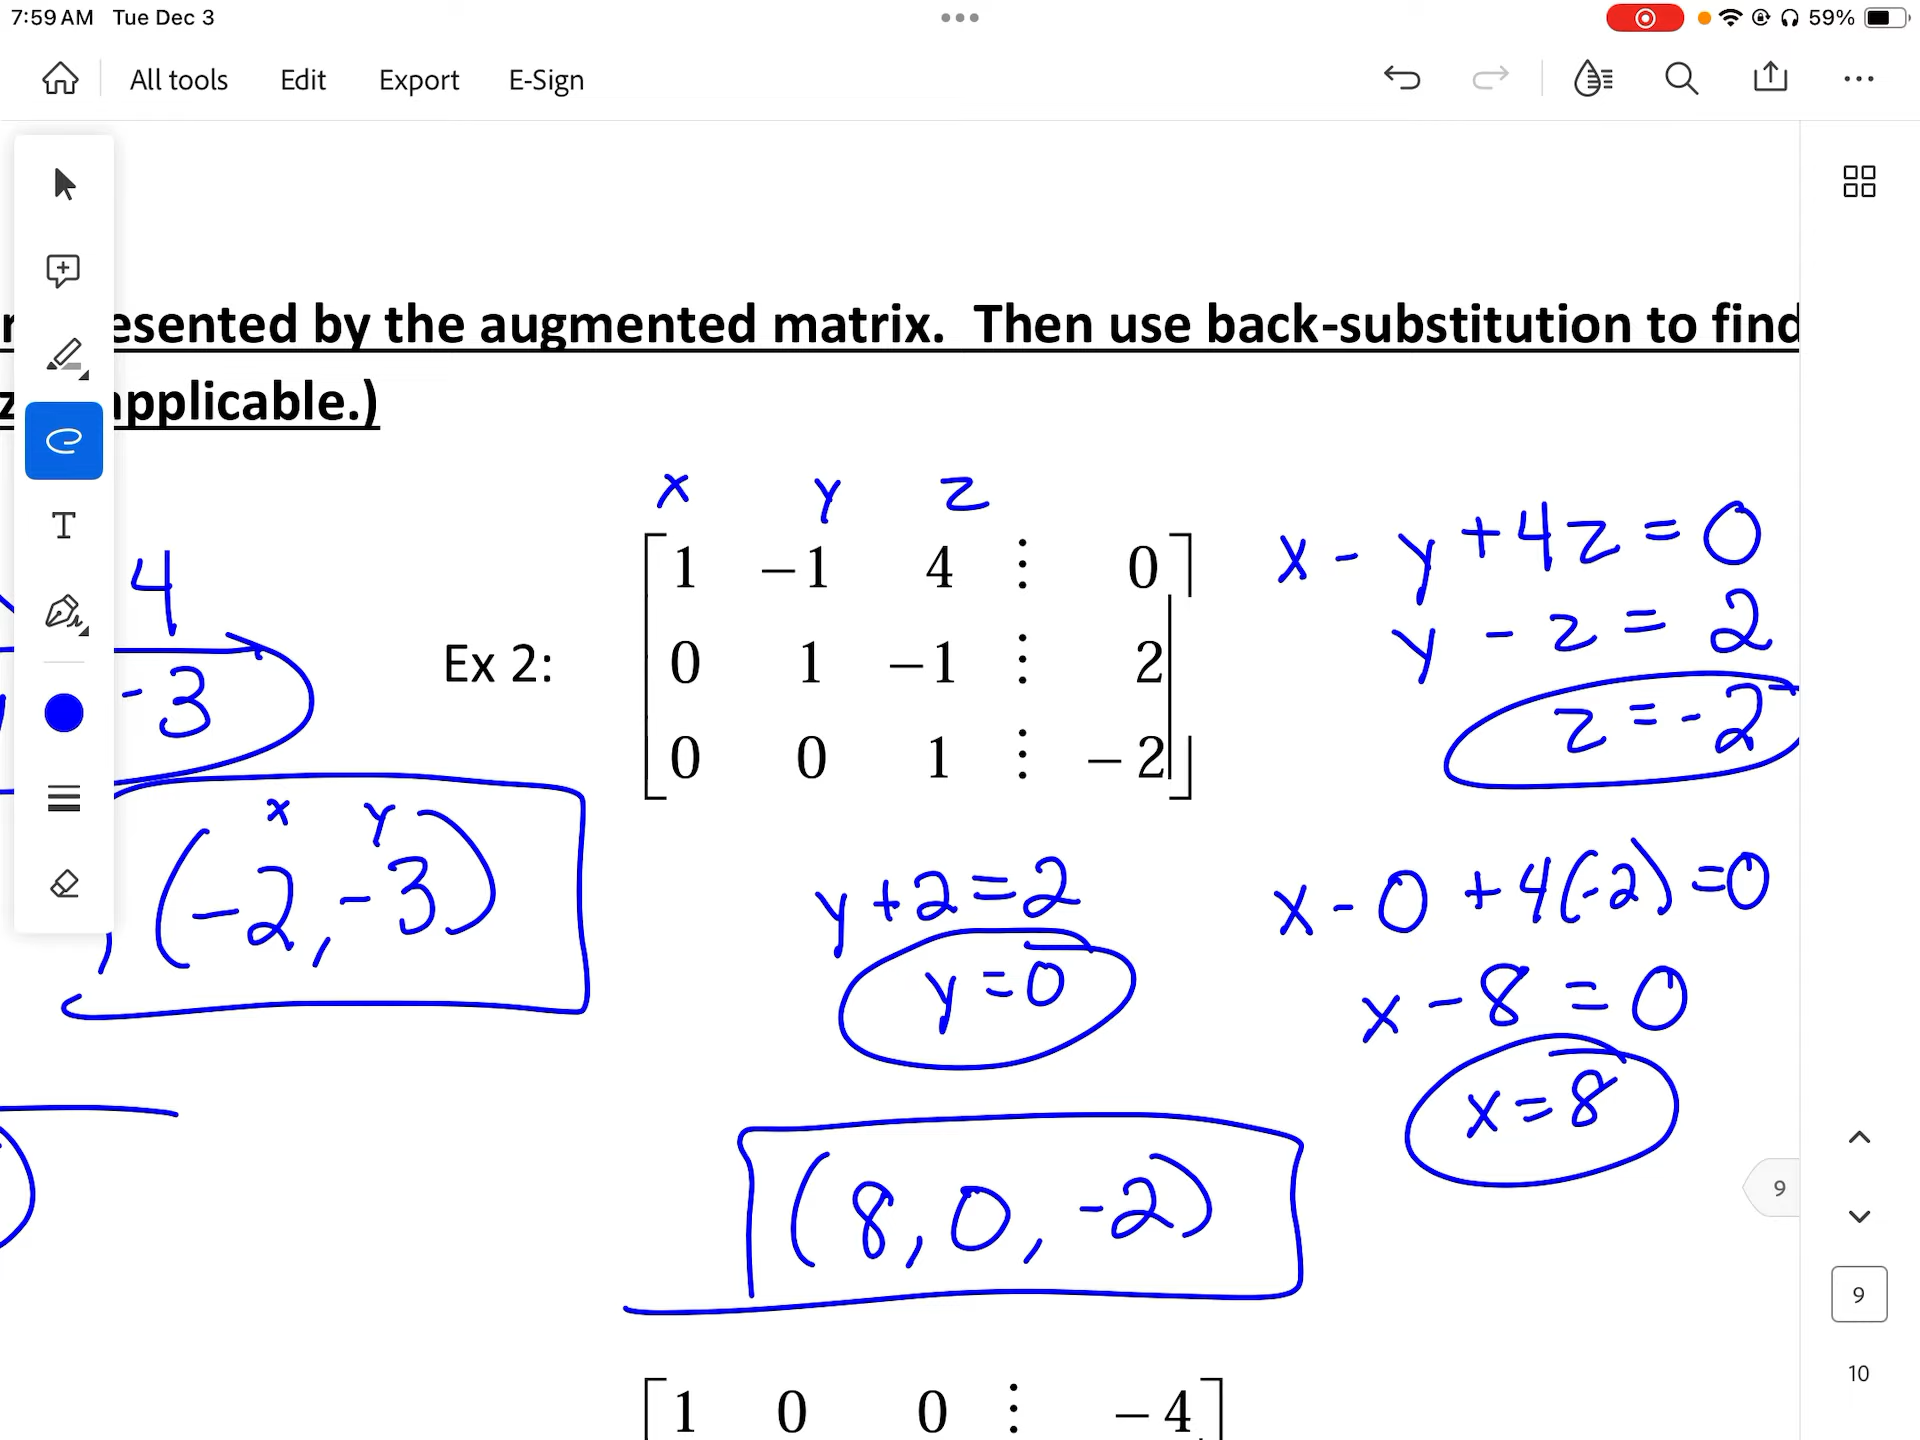 7:59 AM Tue Dec 3 59%
All tools Edit Export E-Sign
esented by the augmented matrix. Then use back-substitution to find
applicable.)
x y z
1 −1 4 ⋮ 0
x - y + 4z = 0
4
Ex 2: 0 1 −1 ⋮ 2
y - z = 2
-3
0 0 1 ⋮ −2
z = -2
x y
(-2, -3)
y + 2 = 2
y = 0
x - 0 + 4(-2) = 0
x - 8 = 0
x = 8
(8, 0, -2)
9
9
10
1 0 0 ⋮ −4
T